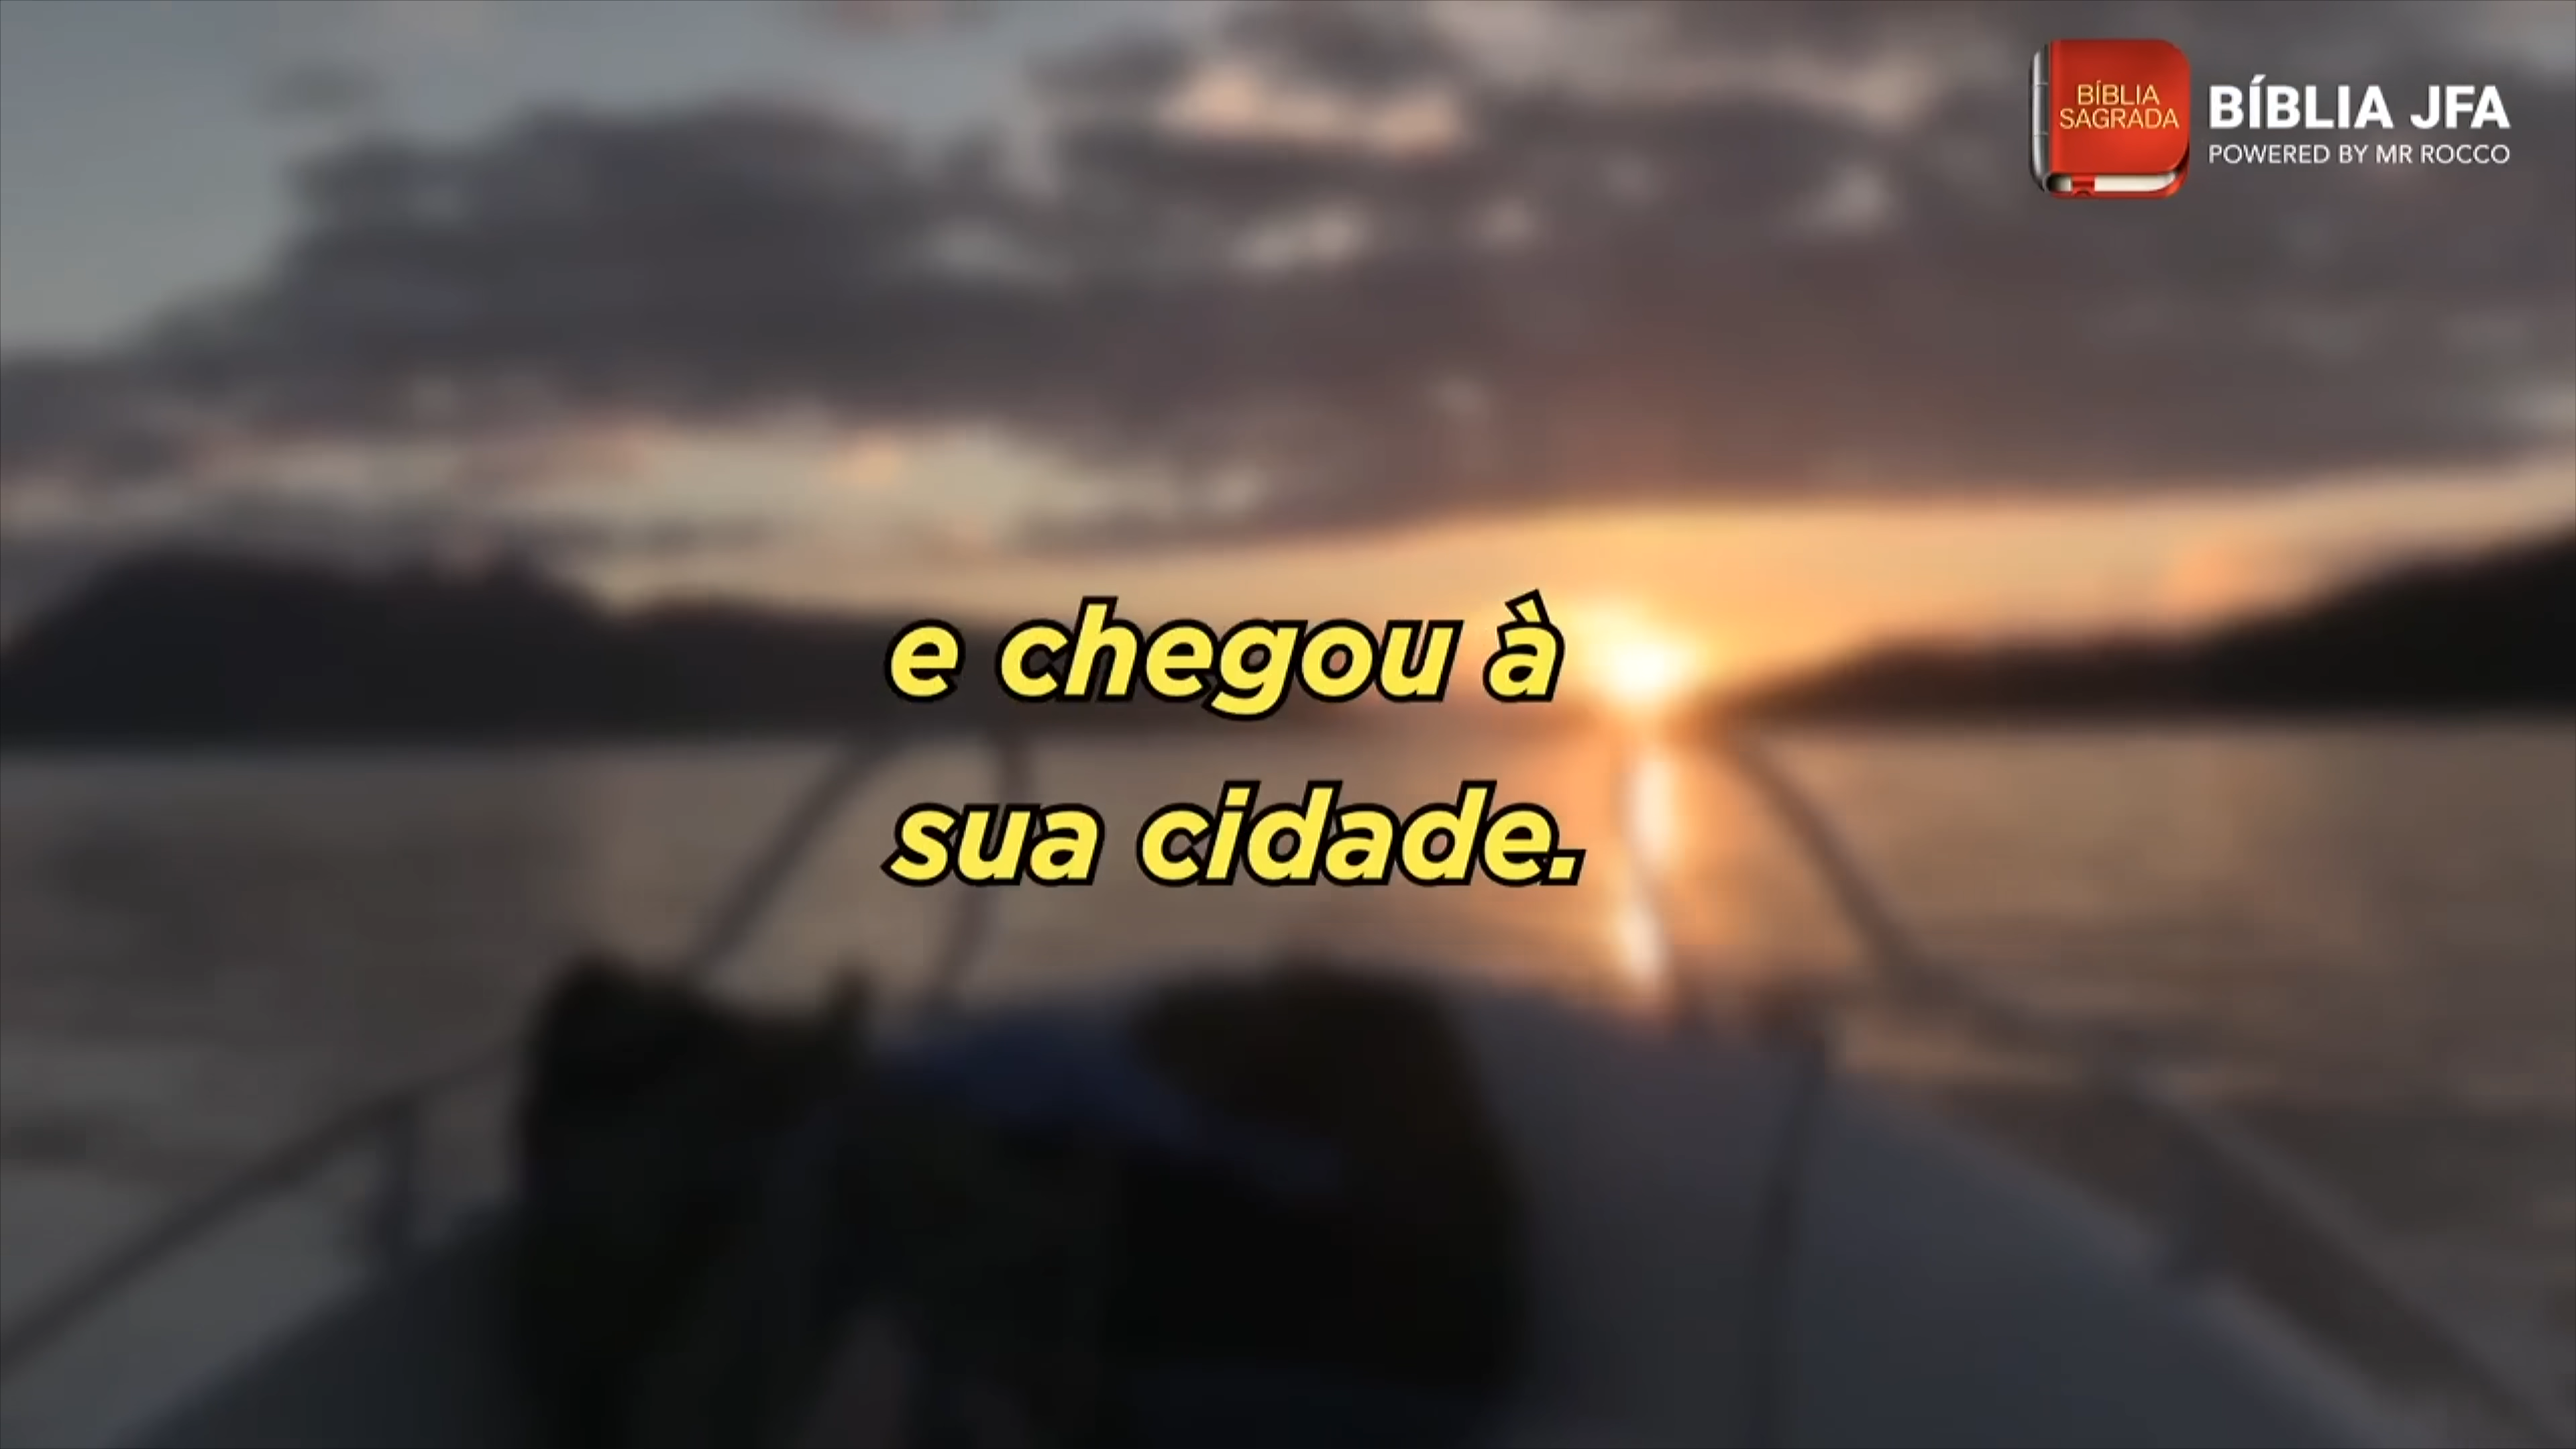 BÍBLIA
SAGRADA
BÍBLIA JFA
POWERED BY MR ROCCO
e chegou à
sua cidade.